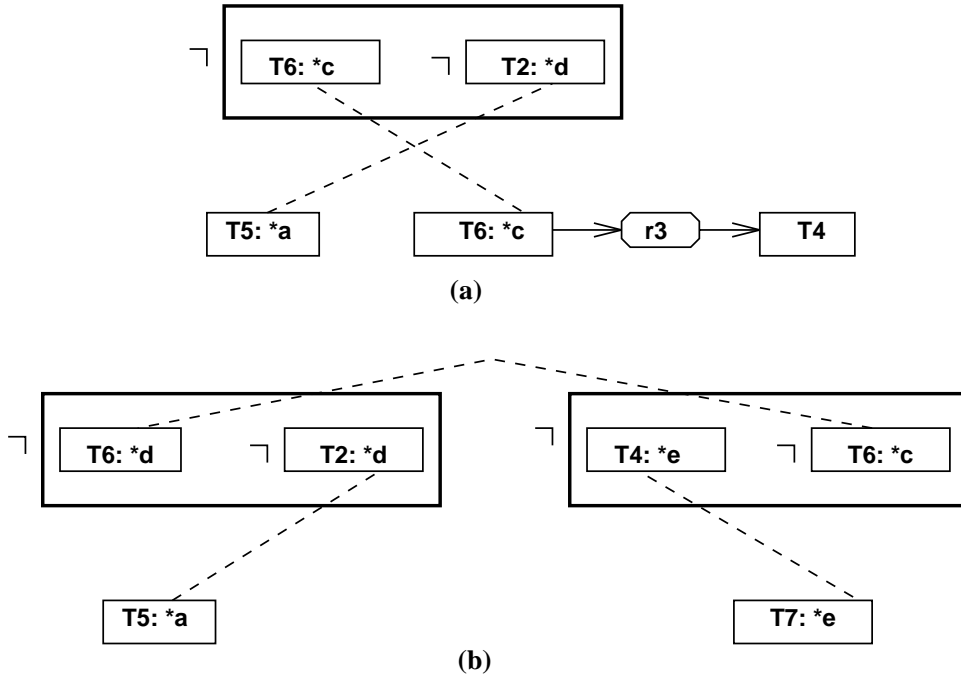 ¬ T6: *c ¬ T2: *d
T5: *a T6: *c r3 T4
(a)
¬ T6: *d ¬ T2: *d ¬ T4: *e ¬ T6: *c
T5: *a T7: *e
(b)